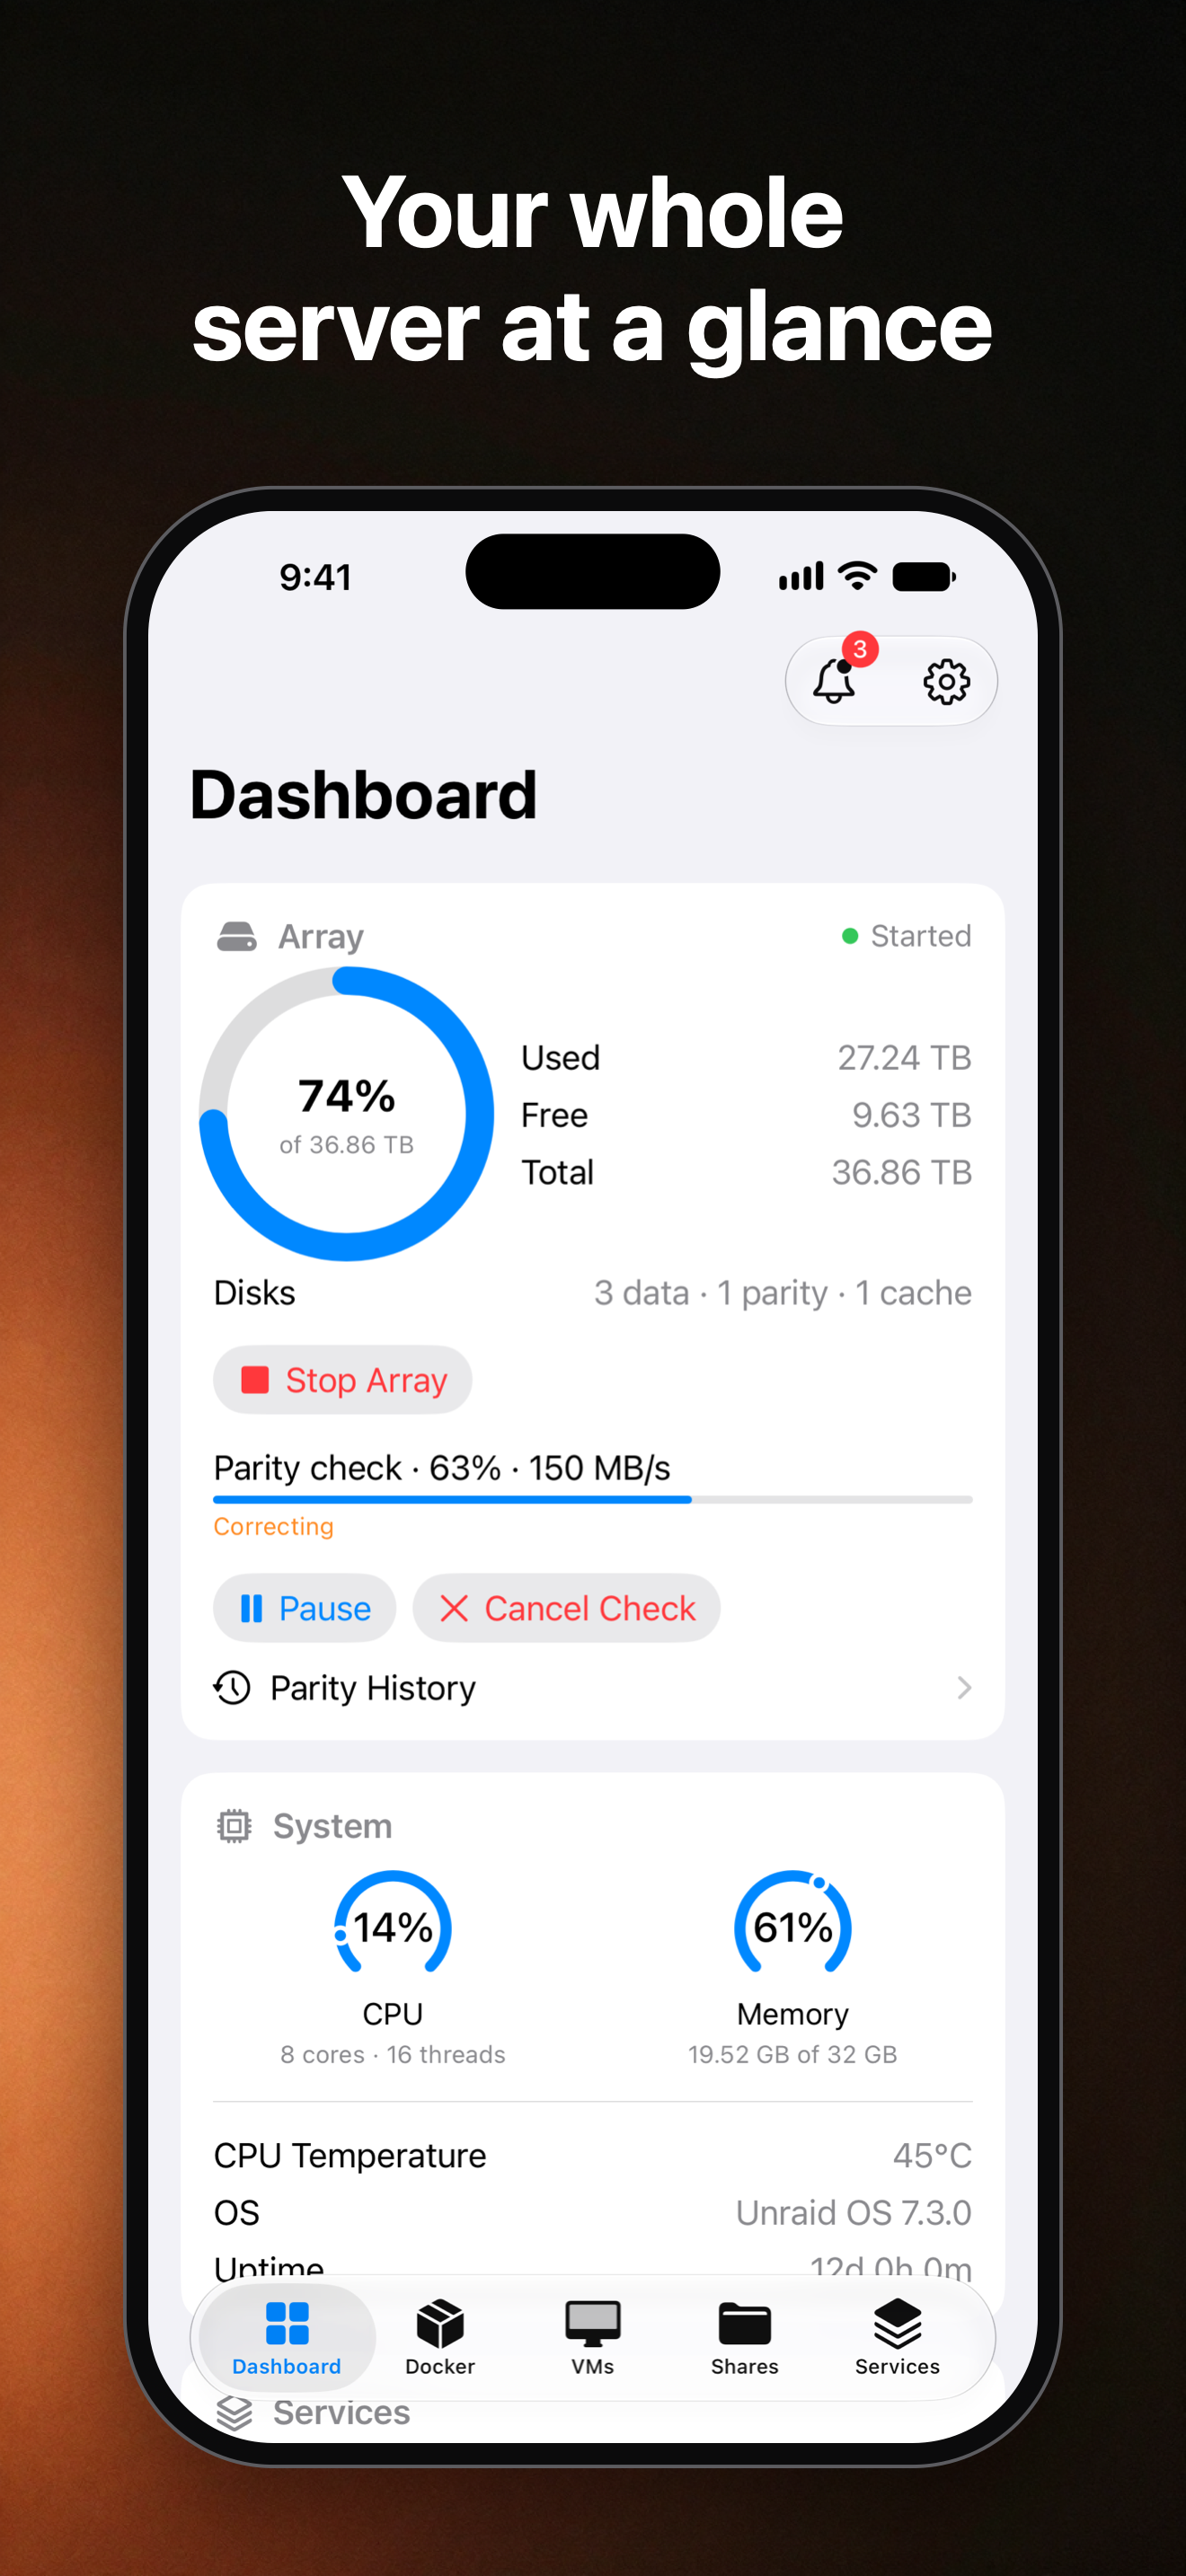 Your whole
server at a glance
9:41
3
Dashboard
Array
Started
74%
of 36.86 TB
Used 27.24 TB
Free 9.63 TB
Total 36.86 TB
Disks 3 data · 1 parity · 1 cache
Stop Array
Parity check · 63% · 150 MB/s
Correcting
Pause
Cancel Check
Parity History
System
14%
61%
CPU
Memory
8 cores · 16 threads
19.52 GB of 32 GB
CPU Temperature 45°C
OS Unraid OS 7.3.0
Uptime 12d 0h 0m
Dashboard
Docker
VMs
Shares
Services
Services